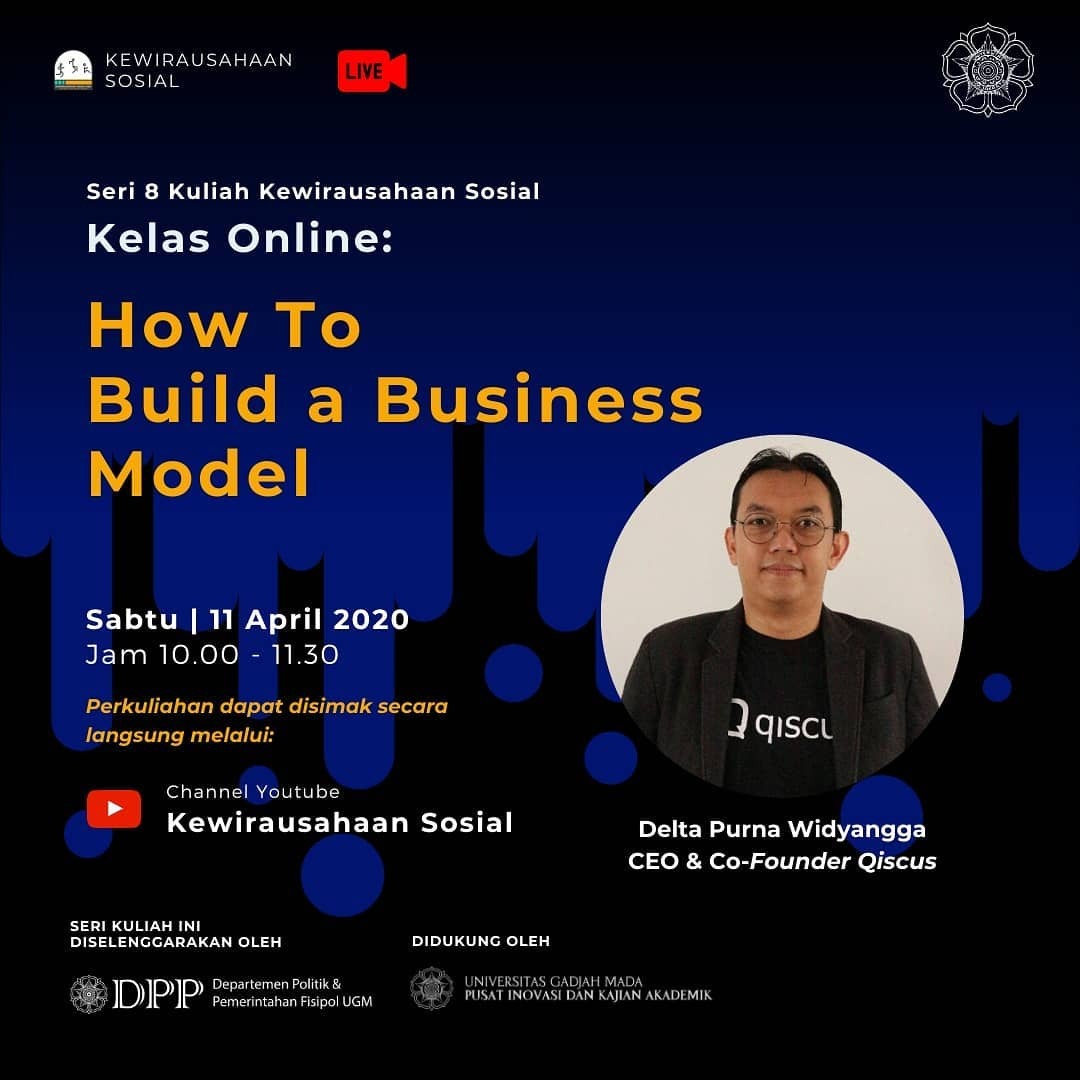 KEWIRAUSAHAAN
SOSIAL
LIVE
Seri 8 Kuliah Kewirausahaan Sosial
Kelas Online:
How To
Build a Business
Model
Sabtu | 11 April 2020
Jam 10.00 - 11.30
Perkuliahan dapat disimak secara
langsung melalui:
Channel Youtube
Kewirausahaan Sosial
qiscu
Delta Purna Widyangga
CEO & Co-Founder Qiscus
SERI KULIAH INI
DISELENGGARAKAN OLEH
DPP
Departemen Politik &
Pemerintahan Fisipol UGM
DIDUKUNG OLEH
UNIVERSITAS GADJAH MADA
PUSAT INOVASI DAN KAJIAN AKADEMIK